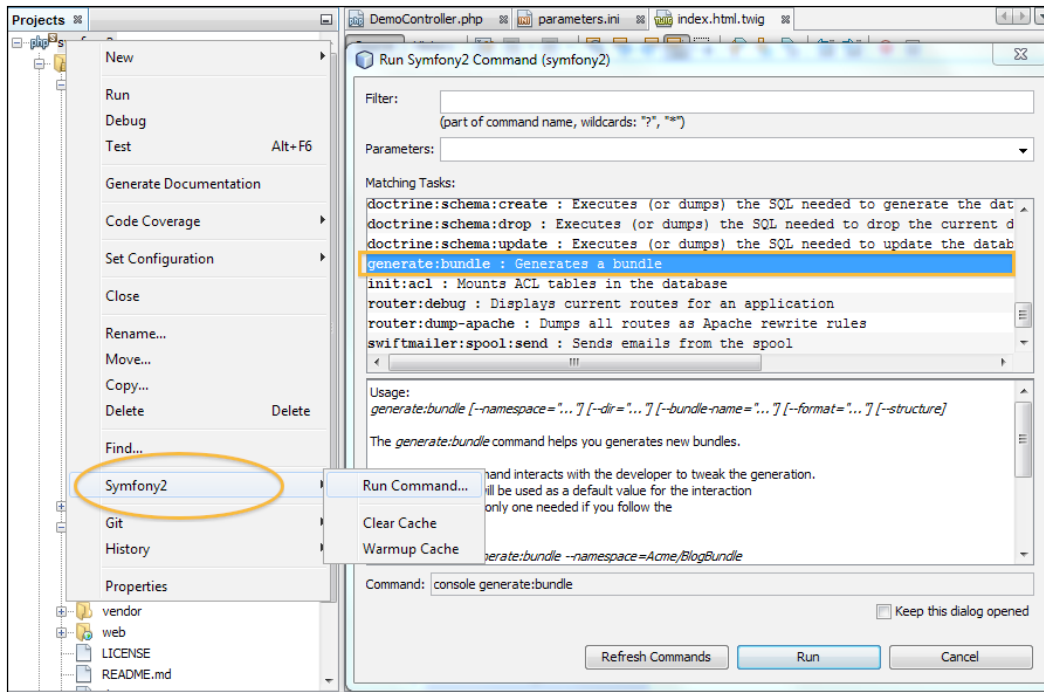 Projects
php
New
Run
Debug
Test Alt+F6
Generate Documentation
Code Coverage
Set Configuration
Close
Rename...
Move...
Copy...
Delete Delete
Find...
Symfony2
Git
History
Properties
Run Command...
Clear Cache
Warmup Cache
vendor
web
LICENSE
README.md
DemoController.php parameters.ini index.html.twig
Run Symfony2 Command (symfony2)
Filter:
(part of command name, wildcards: "?", "*")
Parameters:
Matching Tasks:
doctrine:schema:create : Executes (or dumps) the SQL needed to generate the dat
doctrine:schema:drop : Executes (or dumps) the SQL needed to drop the current d
doctrine:schema:update : Executes (or dumps) the SQL needed to update the datab
generate:bundle : Generates a bundle
init:acl : Mounts ACL tables in the database
router:debug : Displays current routes for an application
router:dump-apache : Dumps all routes as Apache rewrite rules
swiftmailer:spool:send : Sends emails from the spool
Usage:
generate:bundle [--namespace="..."] [--dir="..."] [--bundle-name="..."] [--format="..."] [--structure]
The generate:bundle command helps you generates new bundles.
mand interacts with the developer to tweak the generation.
ill be used as a default value for the interaction
only one needed if you follow the
nerate:bundle --namespace=Acme/BlogBundle
Command: console generate:bundle
Keep this dialog opened
Refresh Commands Run Cancel